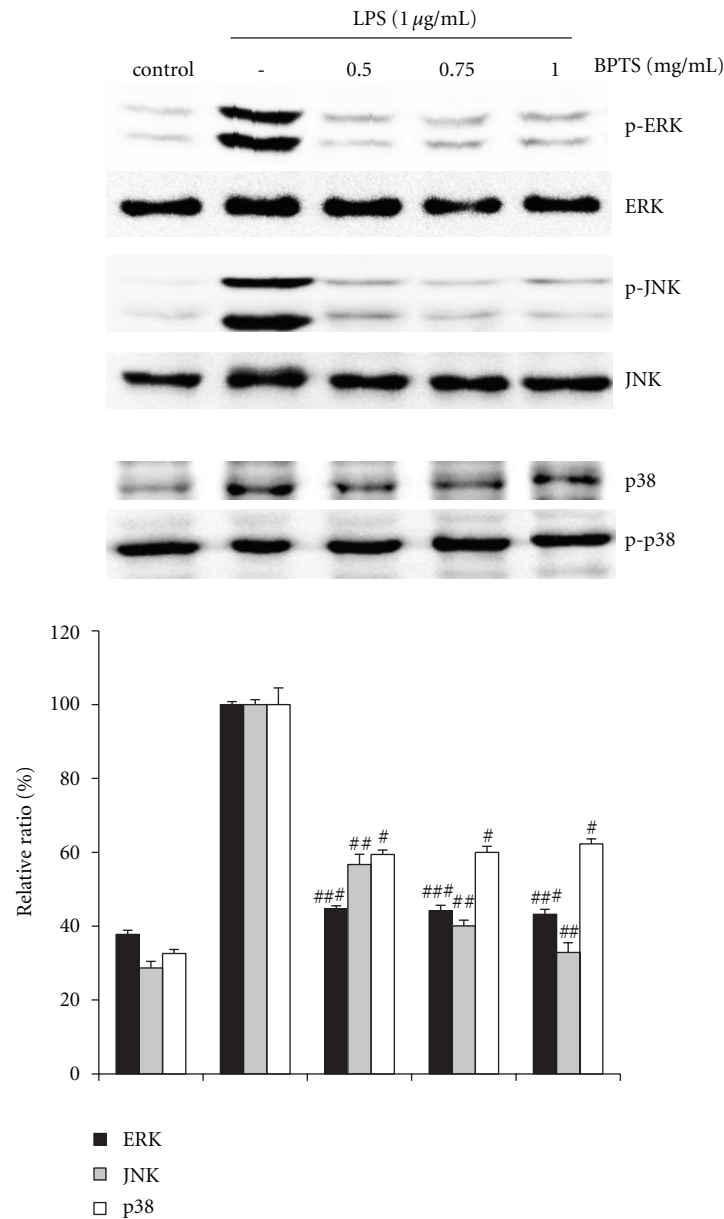 LPS (1 µg/mL)
control - 0.5 0.75 1 BPTS (mg/mL)
p-ERK
ERK
p-JNK
JNK
p38
p-p38
120
100
80
60
40
20
0
Relative ratio (%)
### ## #
### ## #
### ## #
ERK
JNK
p38